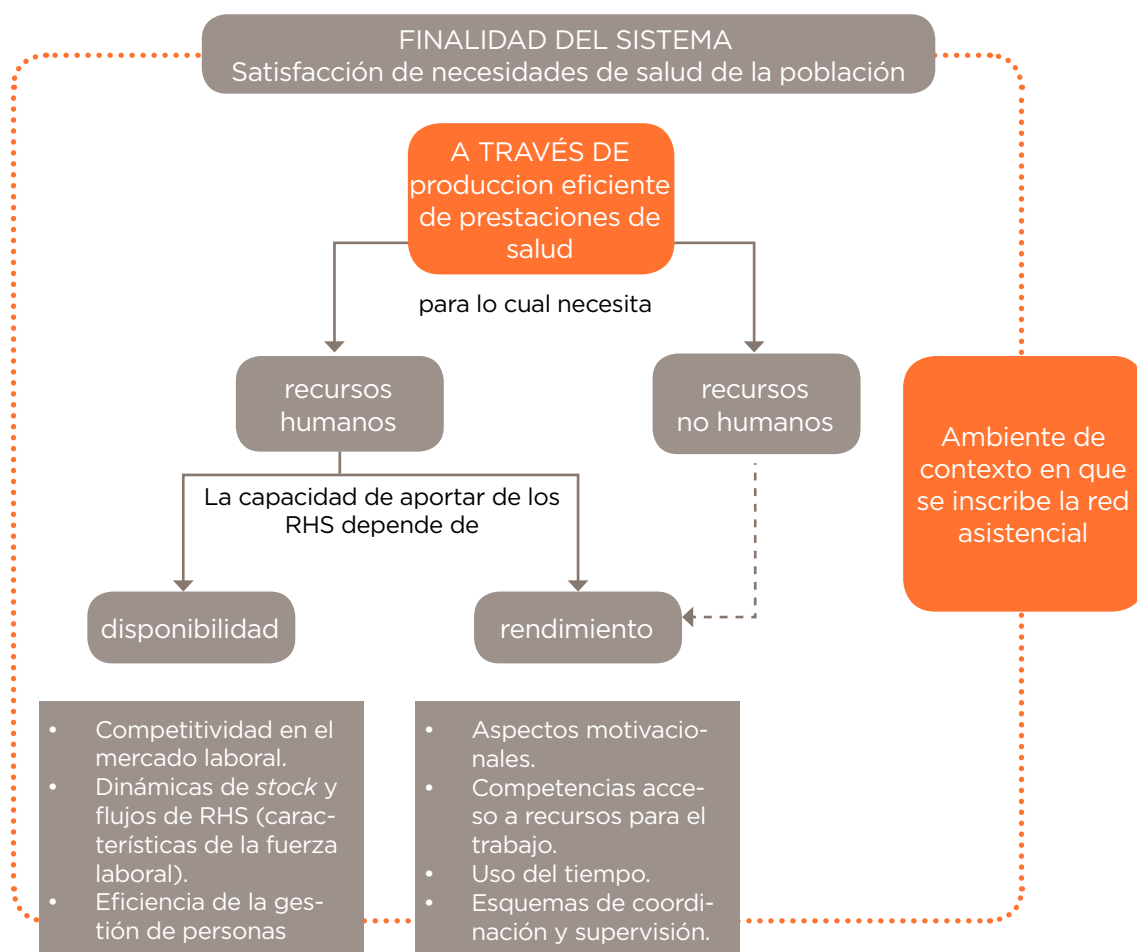 FINALIDAD DEL SISTEMA
Satisfacción de necesidades de salud de la población
A TRAVÉS DE
produccion eficiente
de prestaciones de
salud
para lo cual necesita
recursos
humanos
recursos
no humanos
Ambiente de
contexto en que
se inscribe la red
asistencial
La capacidad de aportar de los
RHS depende de
disponibilidad
rendimiento
• Competitividad en el
mercado laboral.
• Dinámicas de stock y
flujos de RHS (carac-
terísticas de la fuerza
laboral).
• Eficiencia de la ges-
tión de personas
• Aspectos motivacio-
nales.
• Competencias acce-
so a recursos para el
trabajo.
• Uso del tiempo.
• Esquemas de coordi-
nación y supervisión.